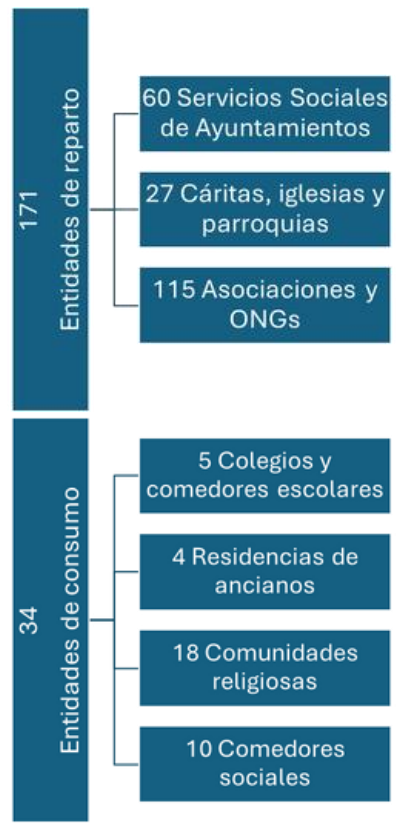 171
Entidades de reparto
60 Servicios Sociales
de Ayuntamientos
27 Cáritas, iglesias y
parroquias
115 Asociaciones y
ONGs
34
Entidades de consumo
5 Colegios y
comedores escolares
4 Residencias de
ancianos
18 Comunidades
religiosas
10 Comedores
sociales